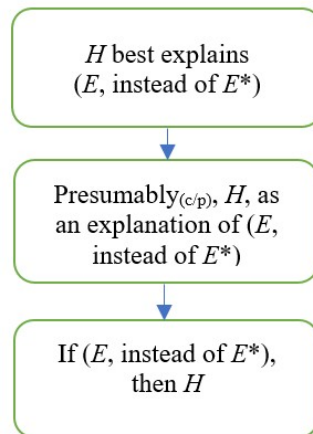 H best explains
(E, instead of E*)
Presumably(c/p), H, as
an explanation of (E,
instead of E*)
If (E, instead of E*),
then H